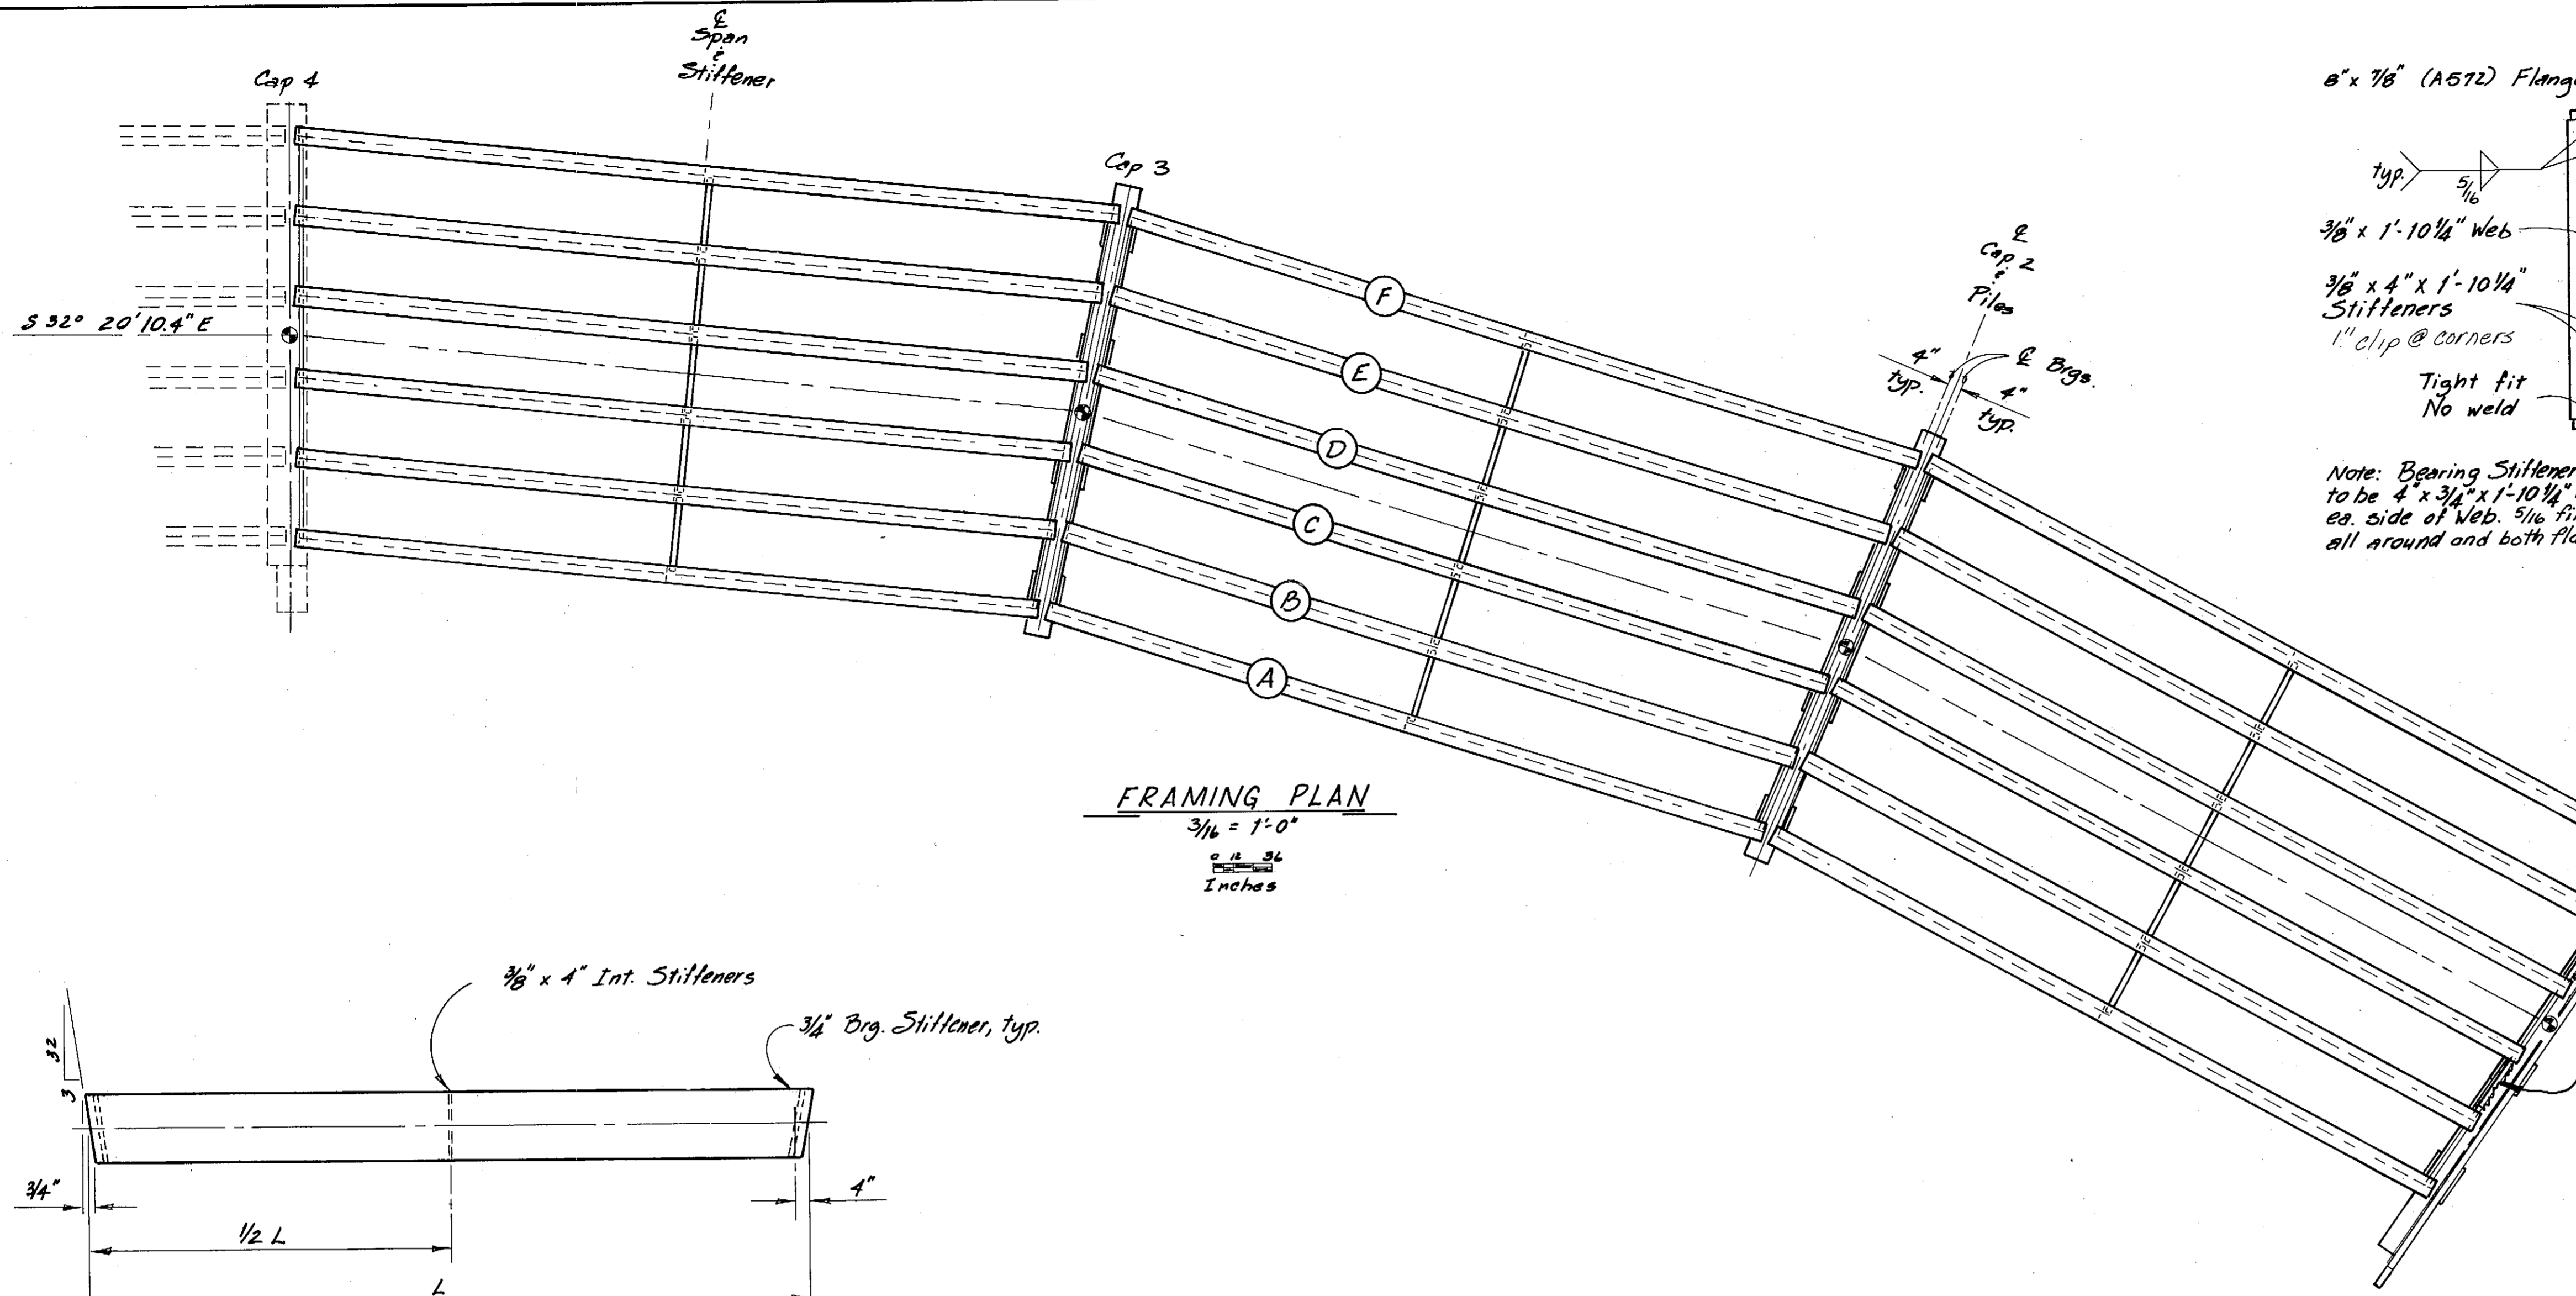 ℄
Span
&
Stiffener
Cap 4
Cap 3
S 32° 20' 10.4" E
F
E
D
C
B
A
℄
Cap 2
&
Piles
4"
typ.
℄ Brgs.
4"
typ.
8" x 7/8" (A572) Flang
typ.
5/16
3/8" x 1'-10 1/4" Web
3/8" x 4" x 1'-10 1/4"
Stiffeners
1" clip @ corners
Tight fit
No weld
Note: Bearing Stiffener
to be 4" x 3/4" x 1'-10 1/4"
ea. side of Web. 5/16 fi
all around and both fla
FRAMING PLAN
3/16 = 1'-0"
0 12 36
Inches
3/8" x 4" Int. Stiffeners
3/4" Brg. Stiffener, typ.
32
3
3/4"
4"
1/2 L
L